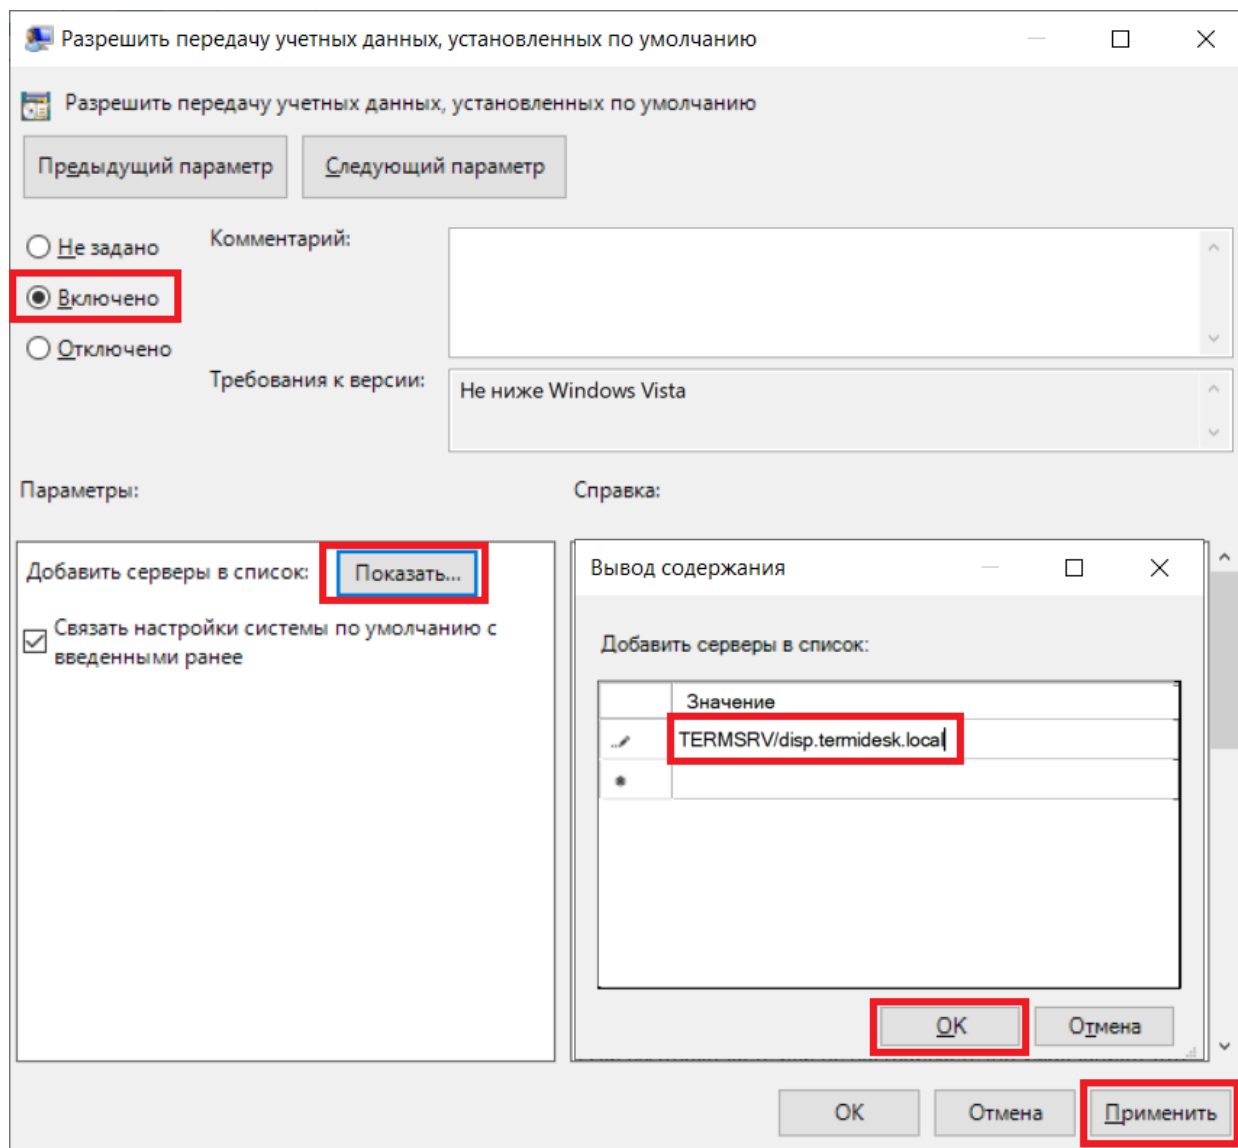 Разрешить передачу учетных данных, установленных по умолчанию
Разрешить передачу учетных данных, установленных по умолчанию
Предыдущий параметр
Следующий параметр
Не задано
Включено
Отключено
Комментарий:
Требования к версии:
Не ниже Windows Vista
Параметры:
Справка:
Добавить серверы в список:
Показать...
Связать настройки системы по умолчанию с
введенными ранее
Вывод содержания
Добавить серверы в список:
Значение
TERMSRV/disp.termidesk.local
OK
Отмена
OK
Отмена
Применить